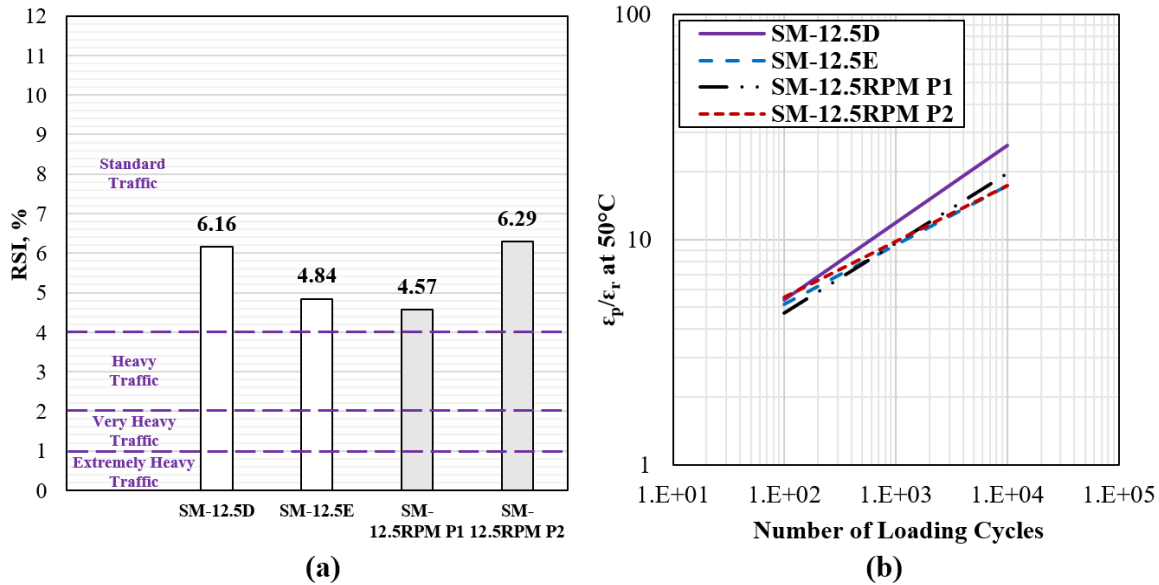 12
11
10
9
8
7
6
5
4
3
2
1
0
RSI, %
Standard
Traffic
Heavy
Traffic
Very Heavy
Traffic
Extremely Heavy
Traffic
6.16
4.84
4.57
6.29
SM-12.5D
SM-12.5E
SM-
12.5RPM P1
SM-
12.5RPM P2
(a)
100
10
1
εp/εr at 50°C
SM-12.5D
SM-12.5E
SM-12.5RPM P1
SM-12.5RPM P2
1.E+01
1.E+02
1.E+03
1.E+04
1.E+05
Number of Loading Cycles
(b)